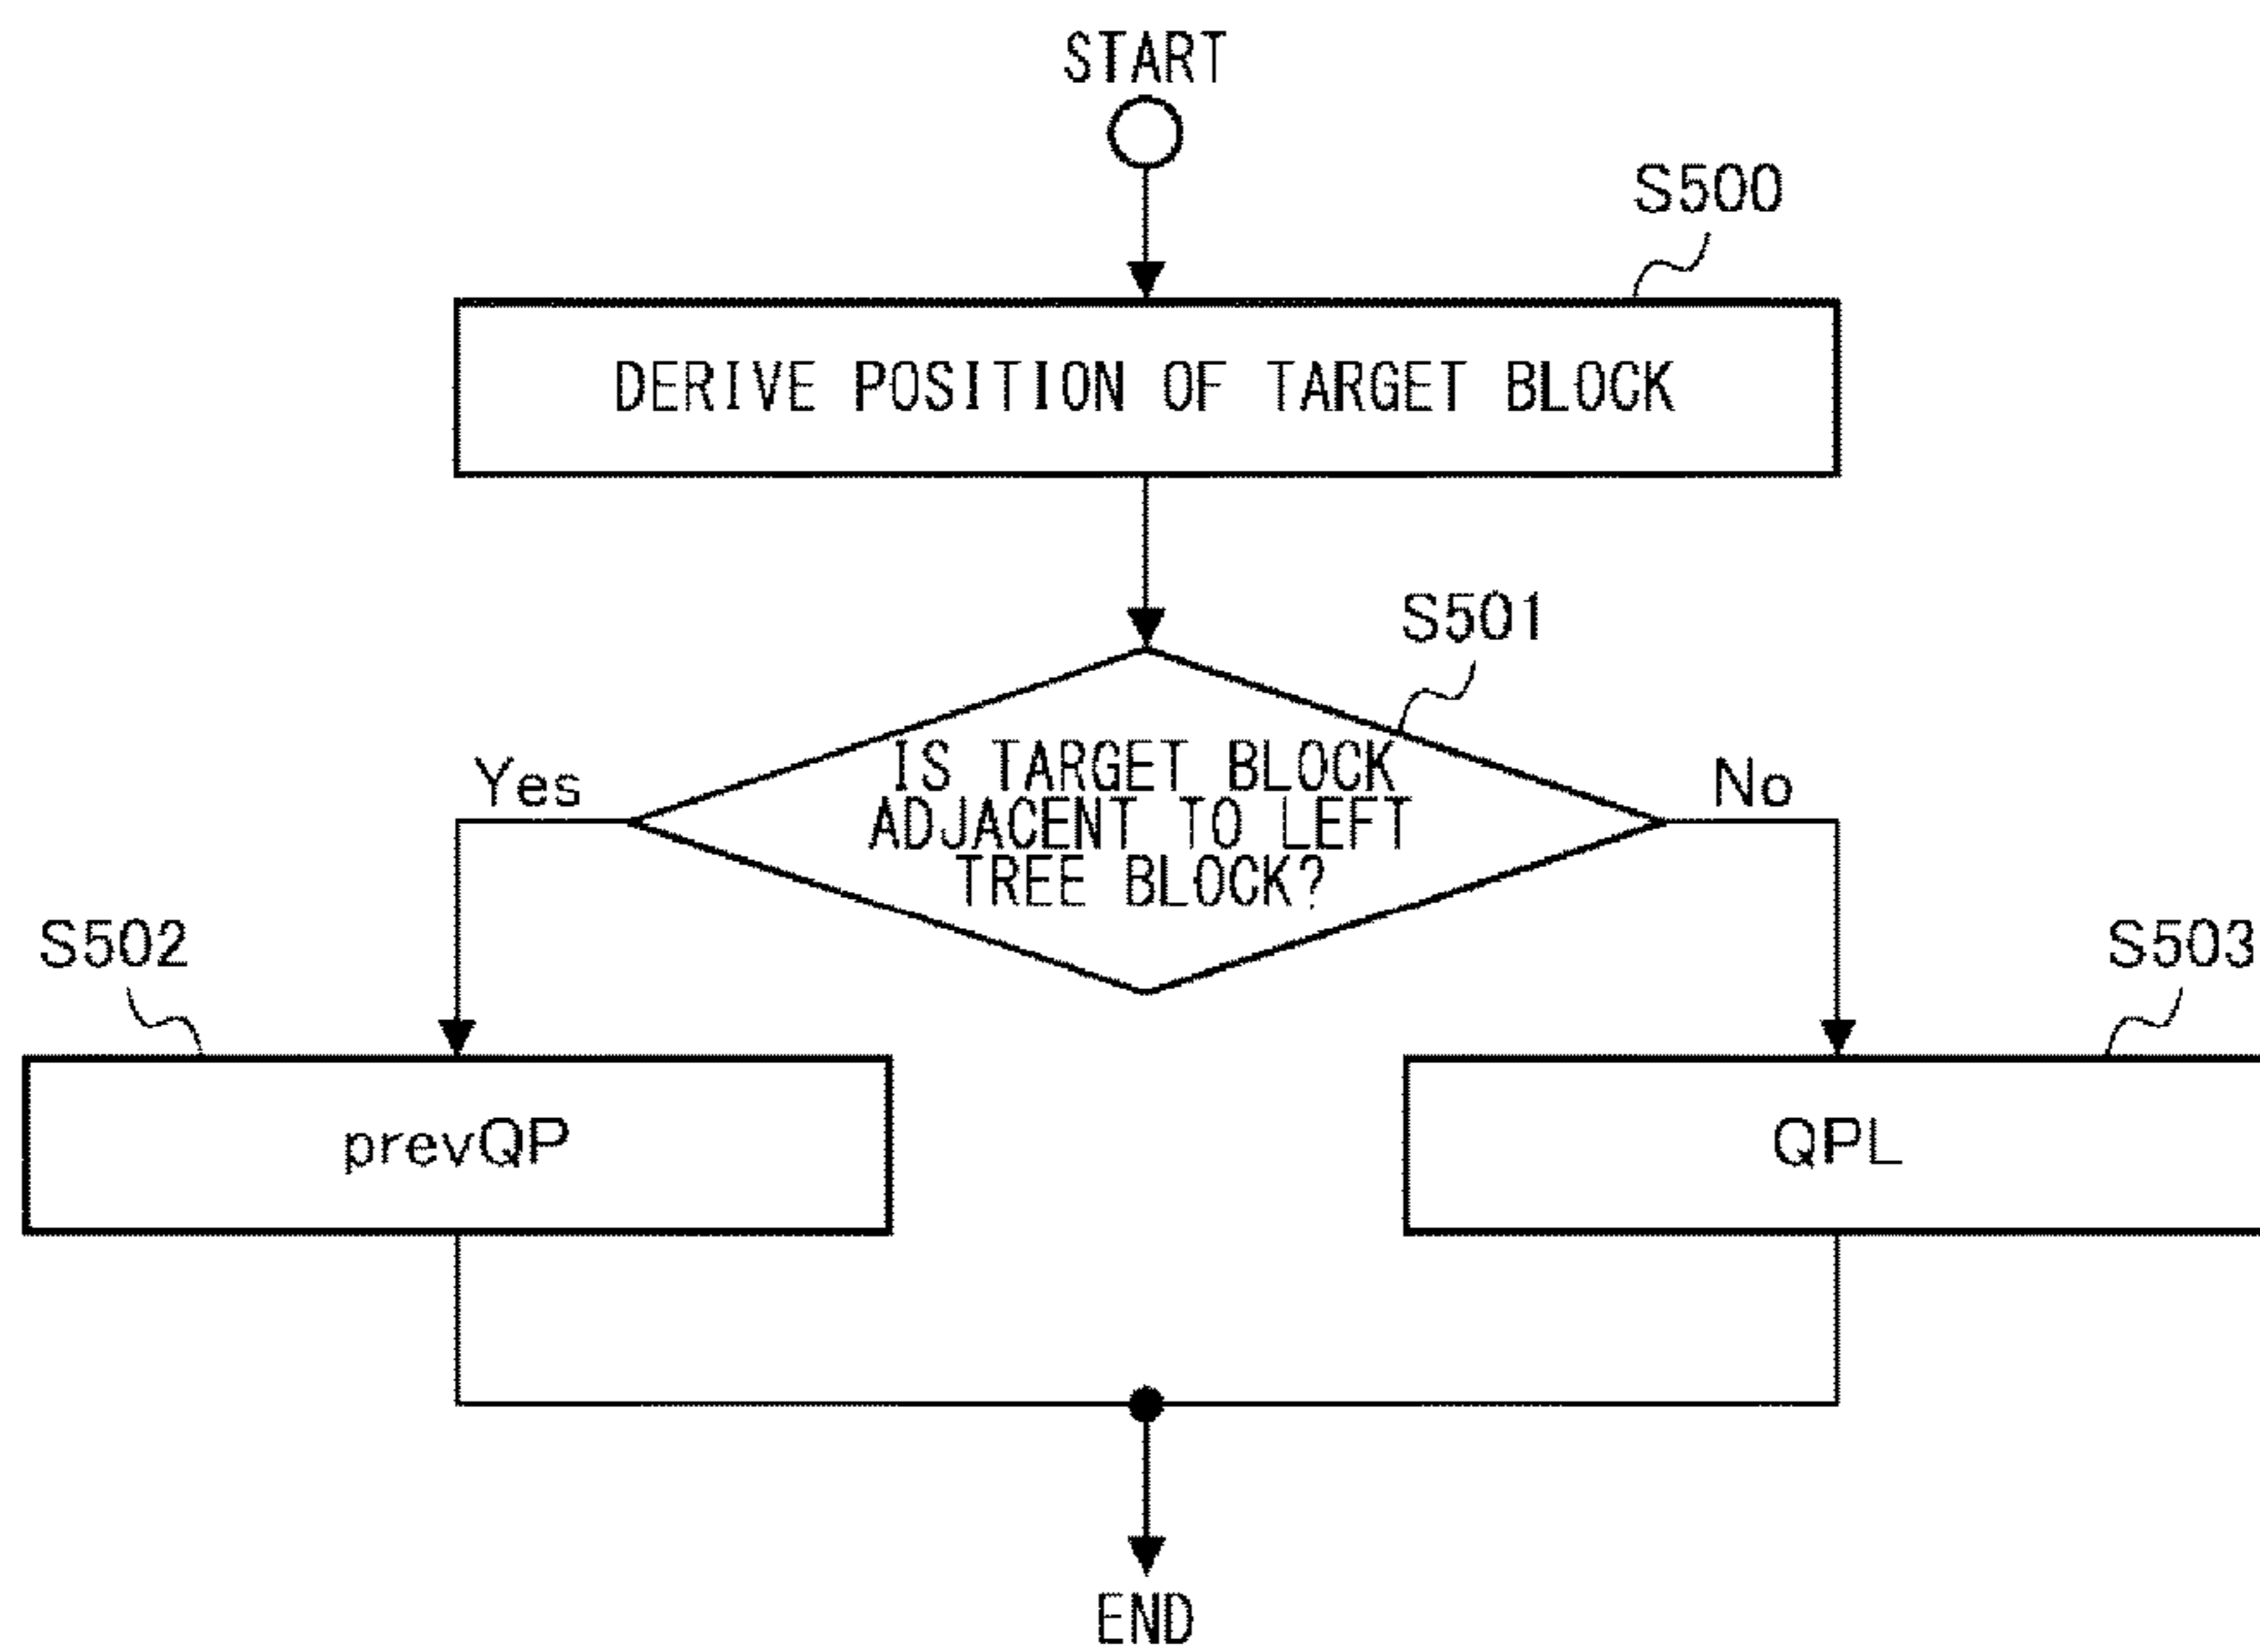 START
S500
DERIVE POSITION OF TARGET BLOCK
S501
IS TARGET BLOCK
ADJACENT TO LEFT
TREE BLOCK?
Yes
No
S502
S503
prevQP
QPL
END